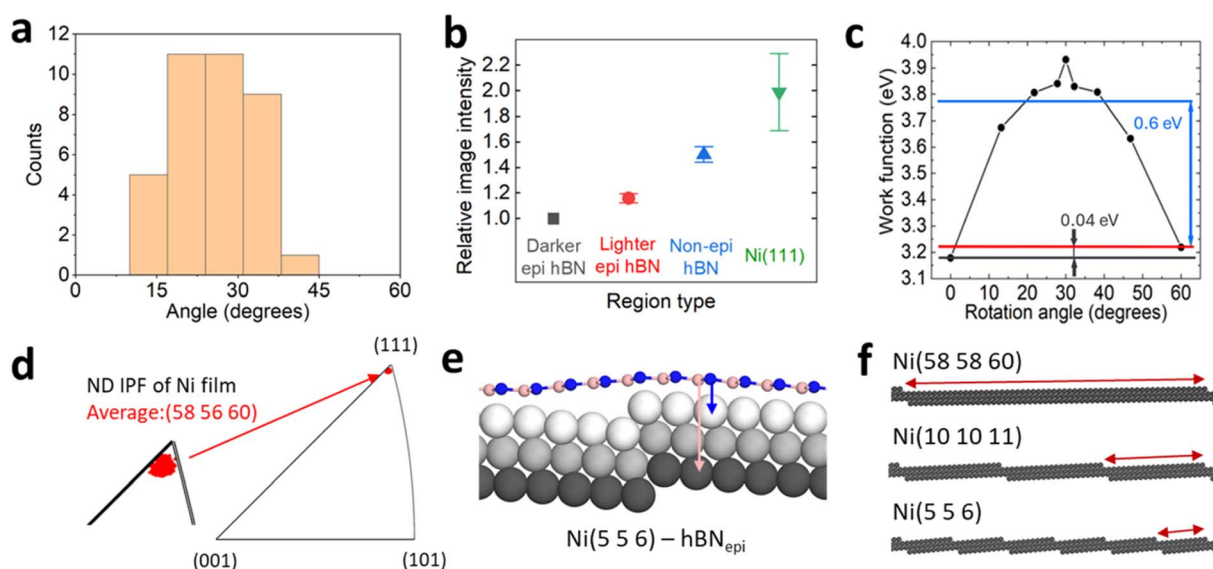 a
12
10
8
6
4
2
0
Counts
0 15 30 45 60
Angle (degrees)
b
2.2
2.0
1.8
1.6
1.4
1.2
1.0
Relative image intensity
Darker
epi hBN
Lighter
epi hBN
Non-epi
hBN
Ni(111)
Region type
c
4.0
3.9
3.8
3.7
3.6
3.5
3.4
3.3
3.2
3.1
Work function (eV)
0.6 eV
0.04 eV
0 10 20 30 40 50 60
Rotation angle (degrees)
d
(111)
ND IPF of Ni film
Average:(58 56 60)
(001)
(101)
e
Ni(5 5 6) – hBNepi
f
Ni(58 58 60)
Ni(10 10 11)
Ni(5 5 6)